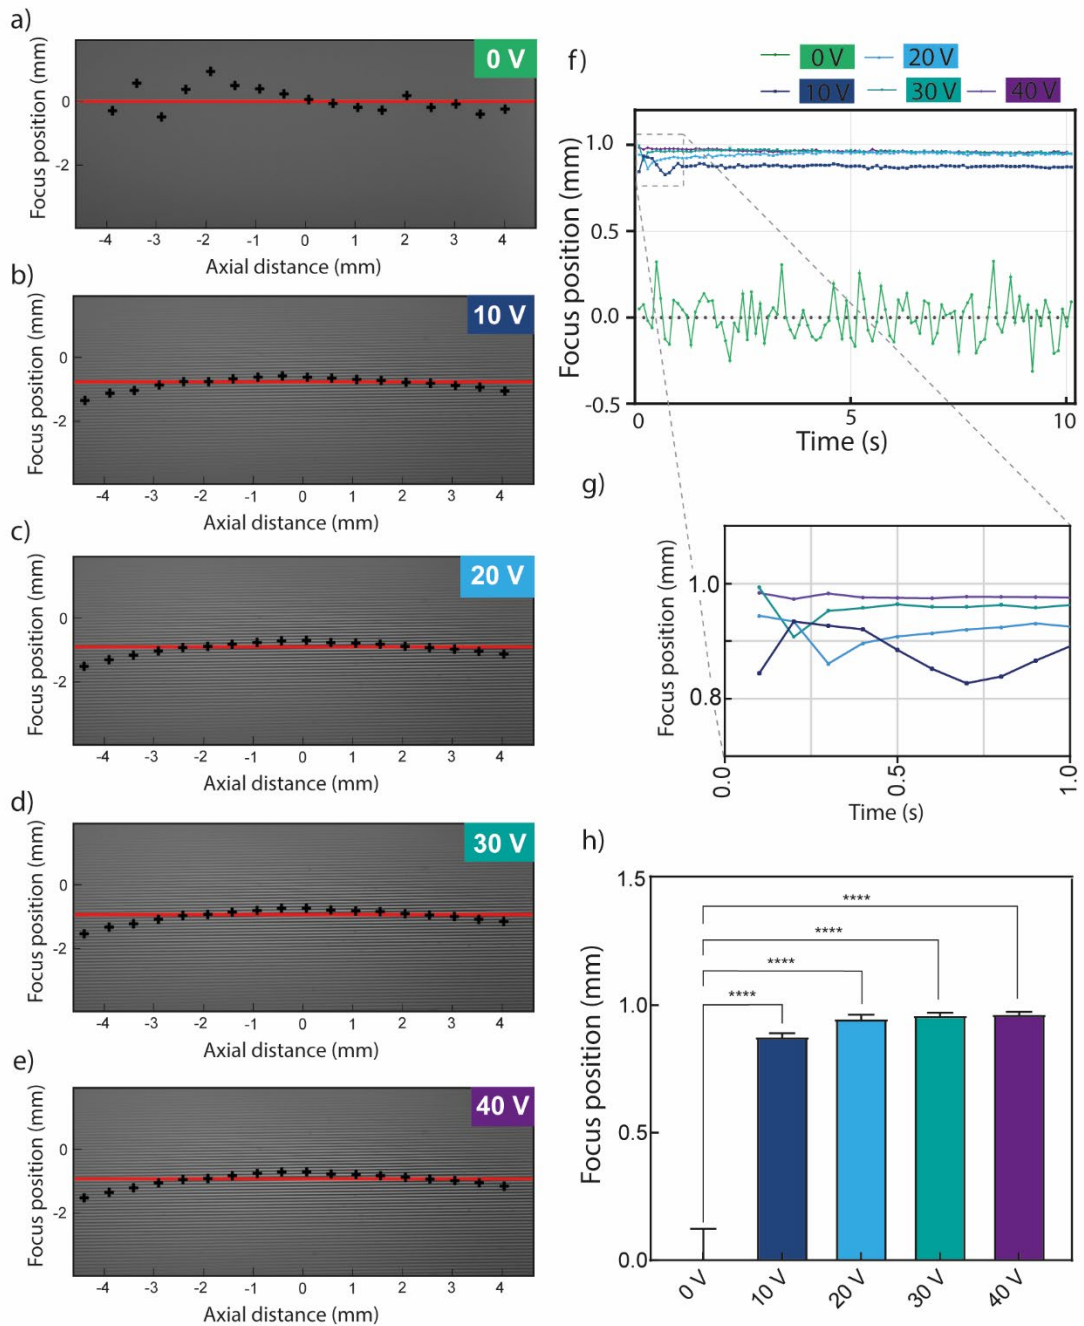 a)
0 V
Focus position (mm)
0
-2
-4 -3 -2 -1 0 1 2 3 4
Axial distance (mm)
b)
10 V
Focus position (mm)
0
-2
-4 -3 -2 -1 0 1 2 3 4
Axial distance (mm)
c)
20 V
Focus position (mm)
0
-2
-4 -3 -2 -1 0 1 2 3 4
Axial distance (mm)
d)
30 V
Focus position (mm)
0
-2
-4 -3 -2 -1 0 1 2 3 4
Axial distance (mm)
e)
40 V
Focus position (mm)
0
-2
-4 -3 -2 -1 0 1 2 3 4
Axial distance (mm)
f)
0 V 20 V
10 V 30 V 40 V
Focus position (mm)
1.0
0.5
0.0
-0.5
0 5 10
Time (s)
g)
Focus position (mm)
1.0
0.8
0.0 0.5 1.0
Time (s)
h)
Focus position (mm)
1.5
1.0
0.5
0.0
****
****
****
****
0 V 10 V 20 V 30 V 40 V